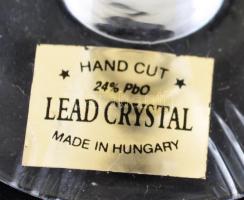 HAND CUT
★ 24% PbO ★
LEAD CRYSTAL
MADE IN HUNGARY